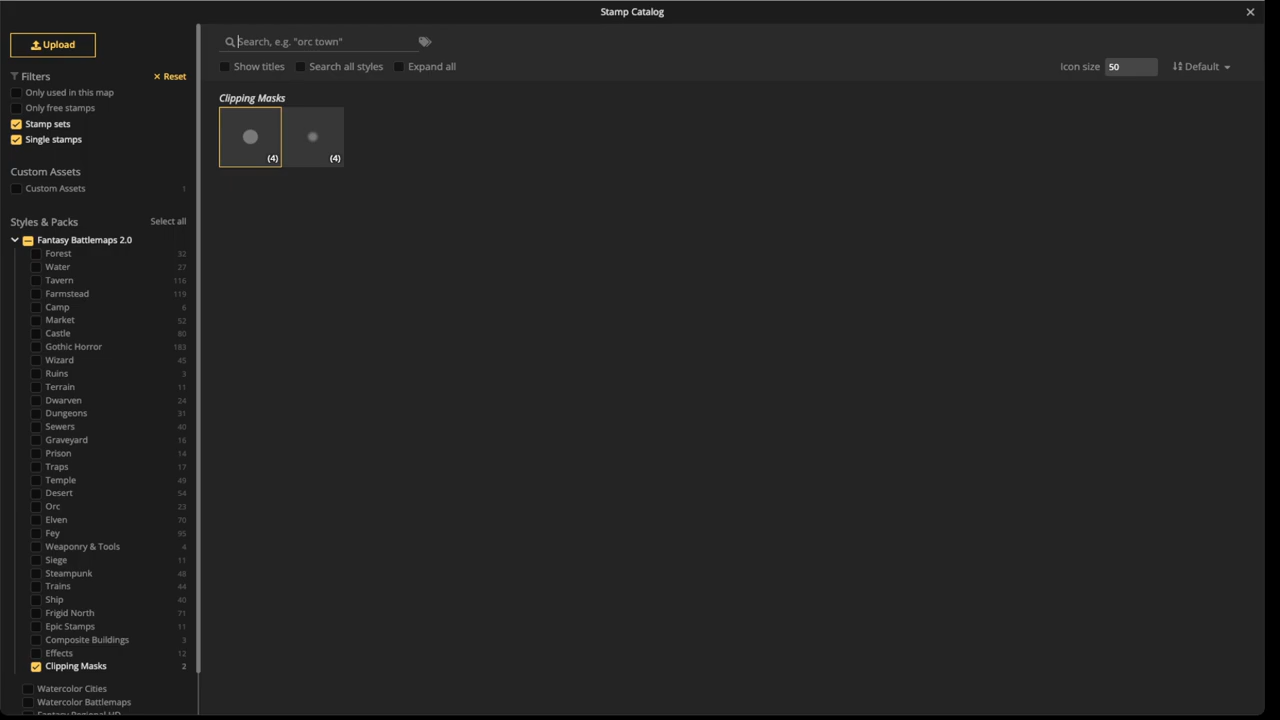 Stamp Catalog
Upload
Search, e.g. "orc town"
Show titles
Search all styles
Expand all
Icon size
50
Default
Filters
Reset
Only used in this map
Only free stamps
Stamp sets
Single stamps
Custom Assets
Custom Assets 1
Styles & Packs
Select all
Fantasy Battlemaps 2.0
Forest 32
Water 27
Tavern 116
Farmstead 119
Camp 6
Market 52
Castle 80
Gothic Horror 183
Wizard 45
Ruins 3
Terrain 11
Dwarven 24
Dungeons 31
Sewers 40
Graveyard 16
Prison 14
Traps 17
Temple 49
Desert 54
Orc 23
Elven 70
Fey 95
Weaponry & Tools 4
Siege 11
Steampunk 48
Trains 44
Ship 40
Frigid North 71
Epic Stamps 11
Composite Buildings 3
Effects 12
Clipping Masks 2
Watercolor Cities
Watercolor Battlemaps
Fantasy Regional HD
Clipping Masks
(4)
(4)